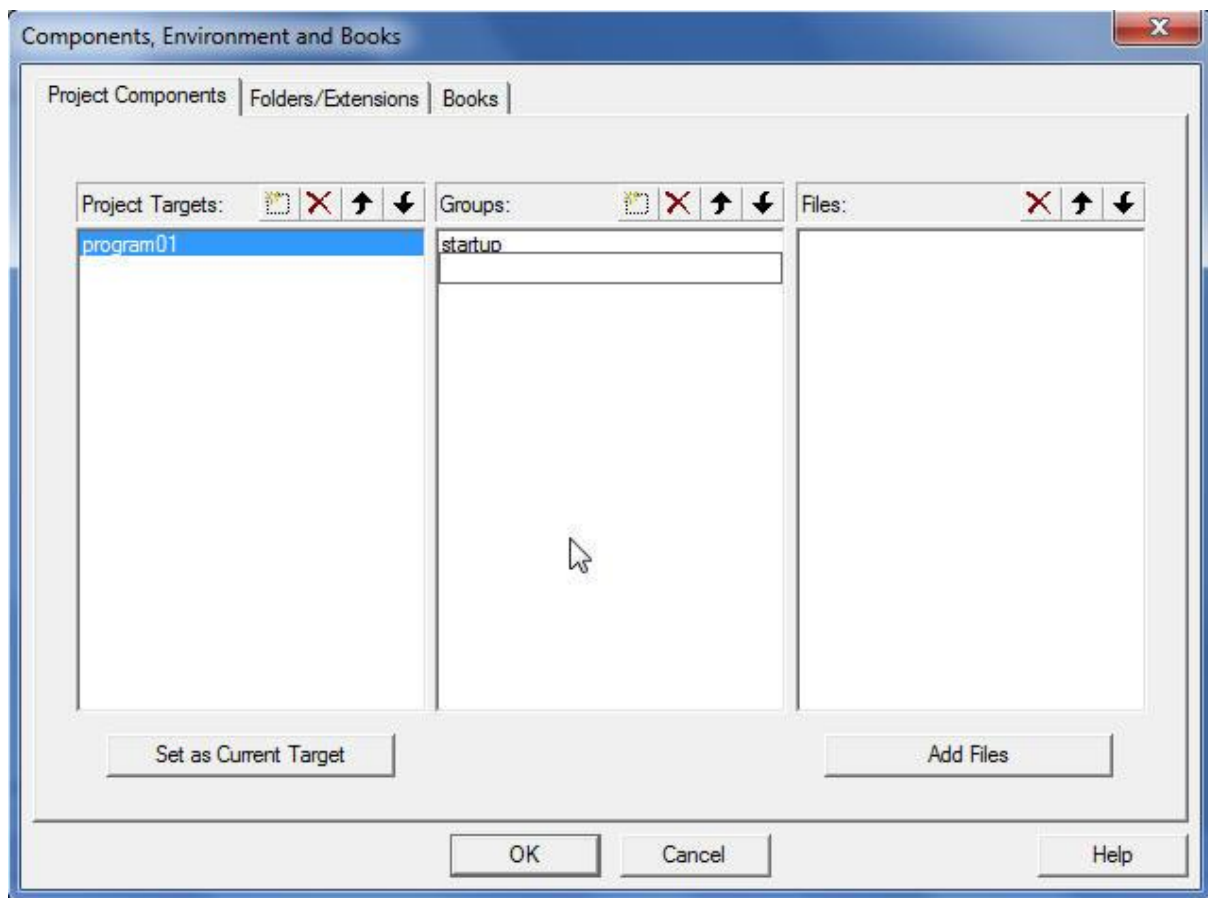 Components, Environment and Books
Project Components Folders/Extensions Books
Project Targets: Groups: Files:
program01 startup
Set as Current Target Add Files
OK Cancel Help